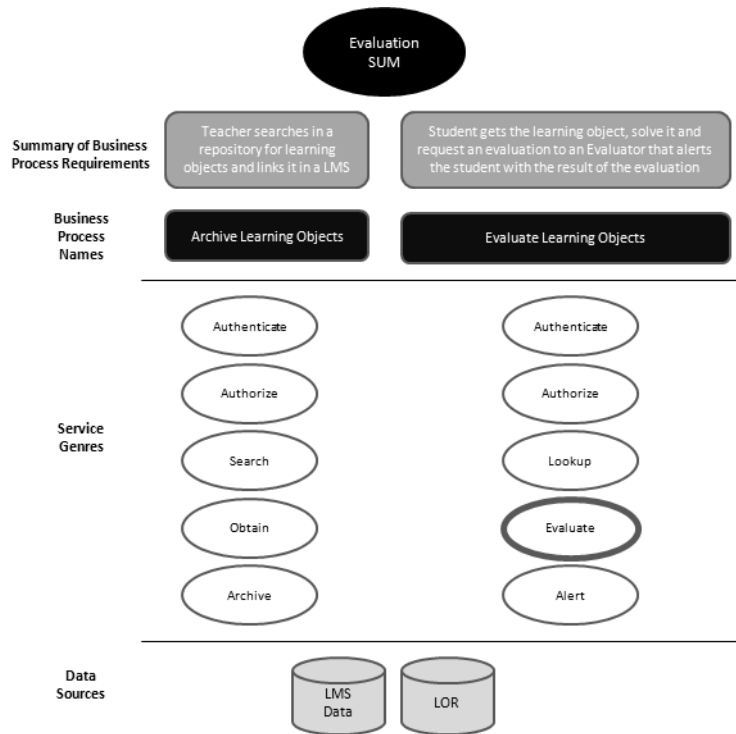 Evaluation
SUM
Summary of Business
Process Requirements
Teacher searches in a
repository for learning
objects and links it in a LMS
Student gets the learning object, solve it and
request an evaluation to an Evaluator that alerts
the student with the result of the evaluation
Business
Process
Names
Archive Learning Objects
Evaluate Learning Objects
Service
Genres
Authenticate
Authenticate
Authorize
Authorize
Search
Lookup
Obtain
Evaluate
Archive
Alert
Data
Sources
LMS
Data
LOR